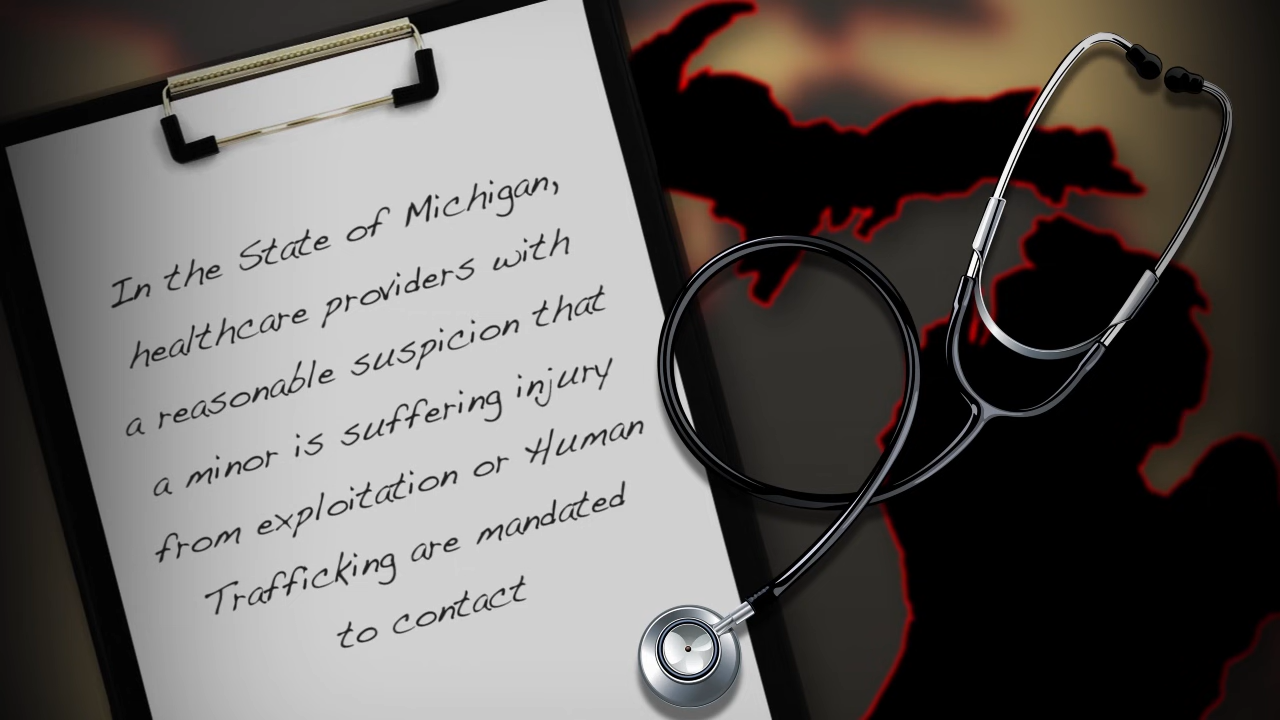 In the State of Michigan,
healthcare providers with
a reasonable suspicion that
a minor is suffering injury
from exploitation or Human
Trafficking are mandated
to contact